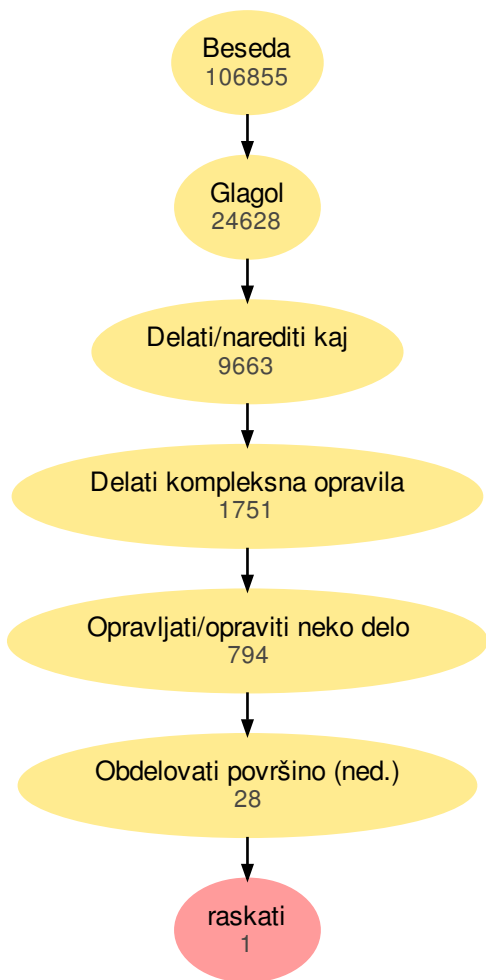 Beseda
106855
Glagol
24628
Delati/narediti kaj
9663
Delati kompleksna opravila
1751
Opravljati/opraviti neko delo
794
Obdelovati površino (ned.)
28
raskati
1